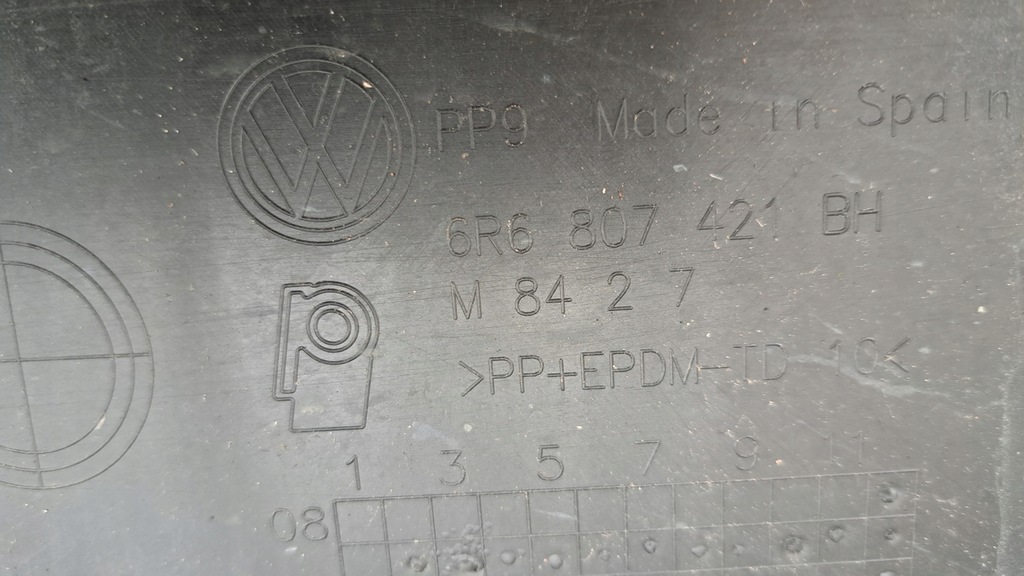 PP9 Made in Spain
6R6 807 421 BH
M 84 2 7
>PP+EPDM-TD 10<
1 3 5 7 9 11
08